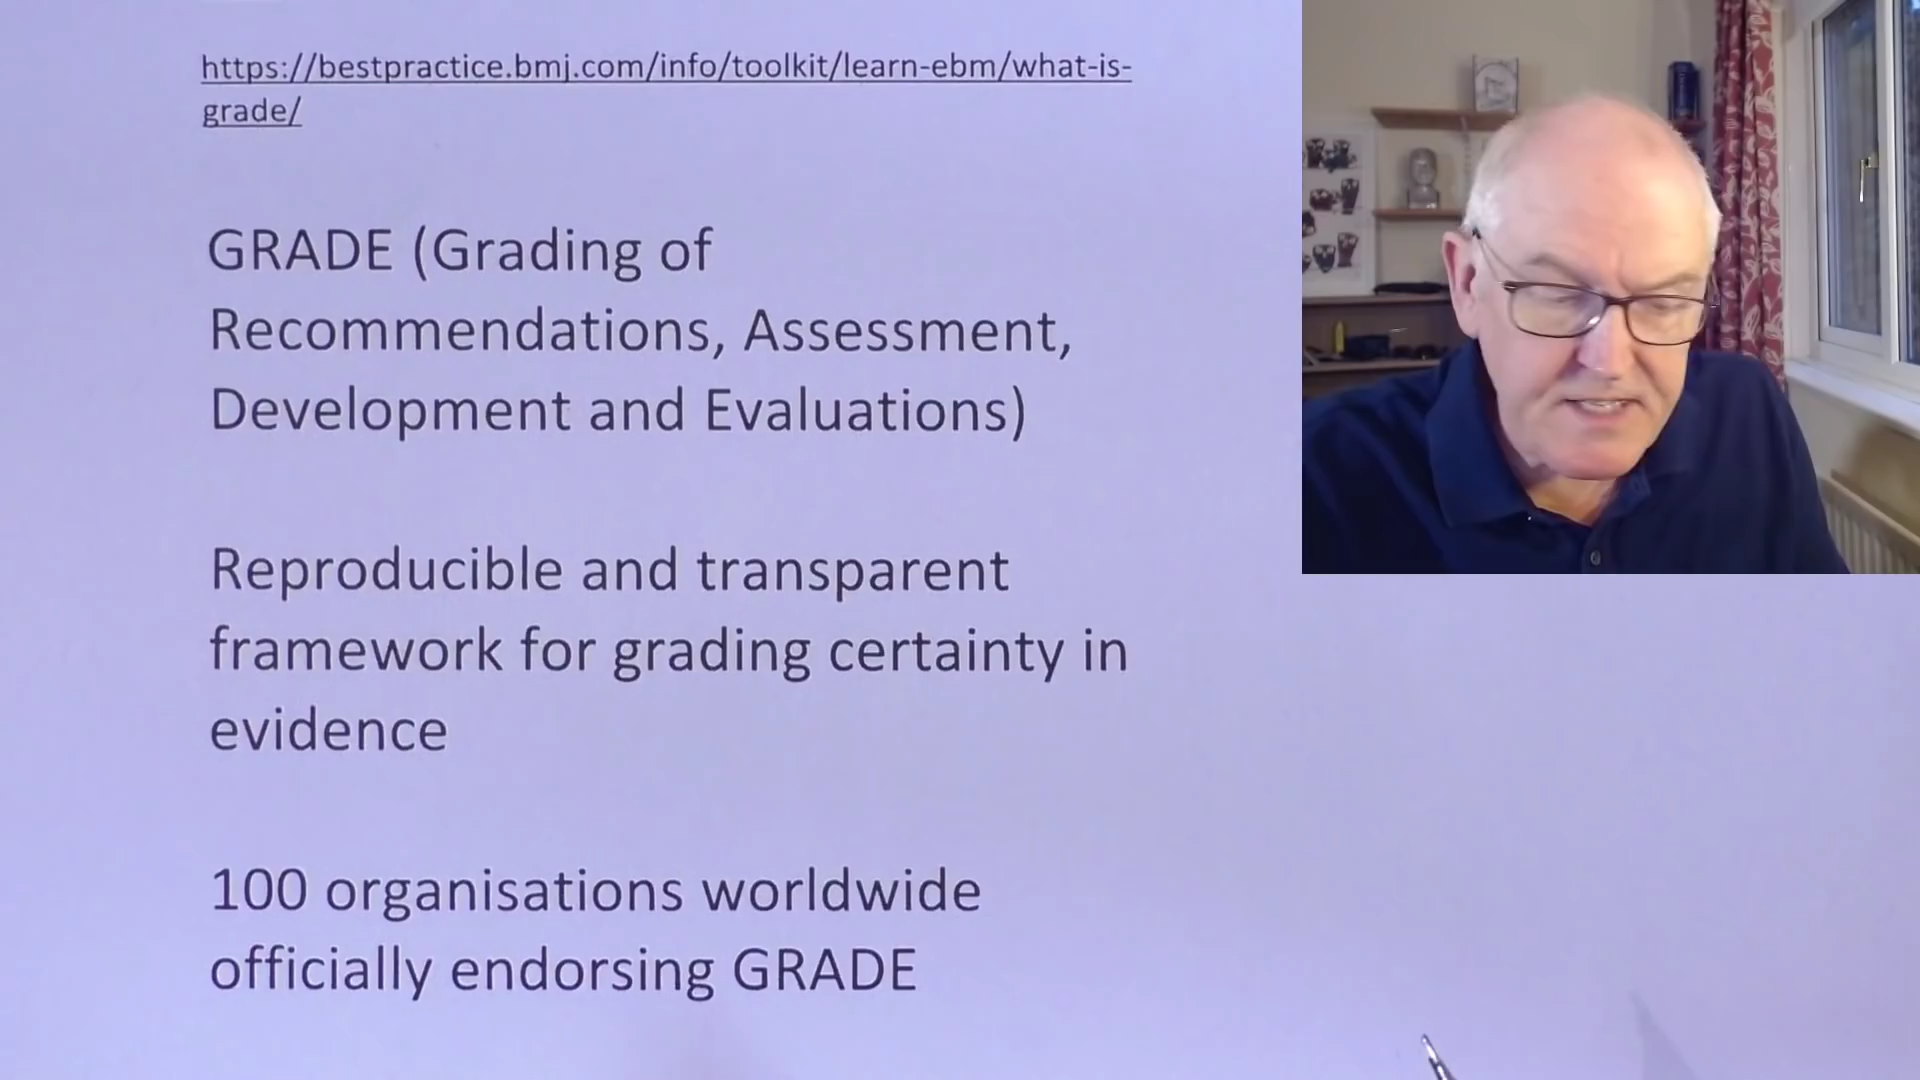 https://bestpractice.bmj.com/info/toolkit/learn-ebm/what-is-
grade/
GRADE (Grading of
Recommendations, Assessment,
Development and Evaluations)
Reproducible and transparent
framework for grading certainty in
evidence
100 organisations worldwide
officially endorsing GRADE